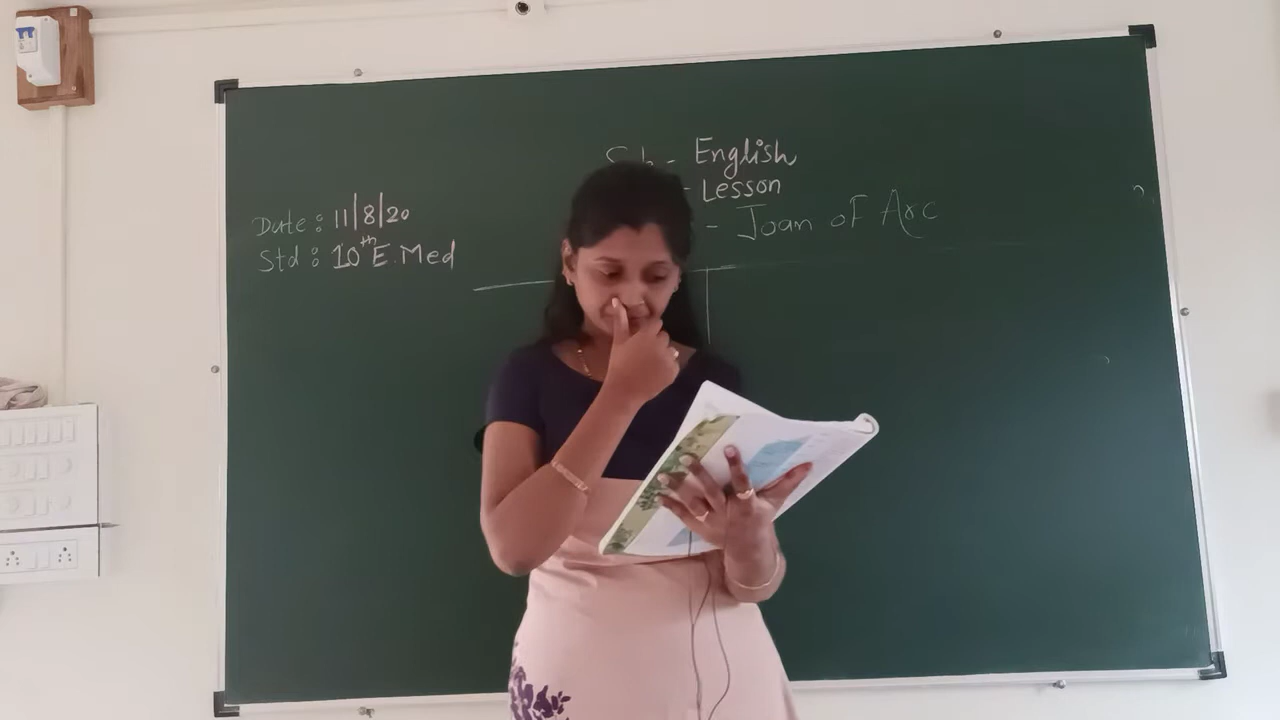 Date : 11/8/20
Std : 10th E.Med
- English
- Lesson
- Joan of Arc